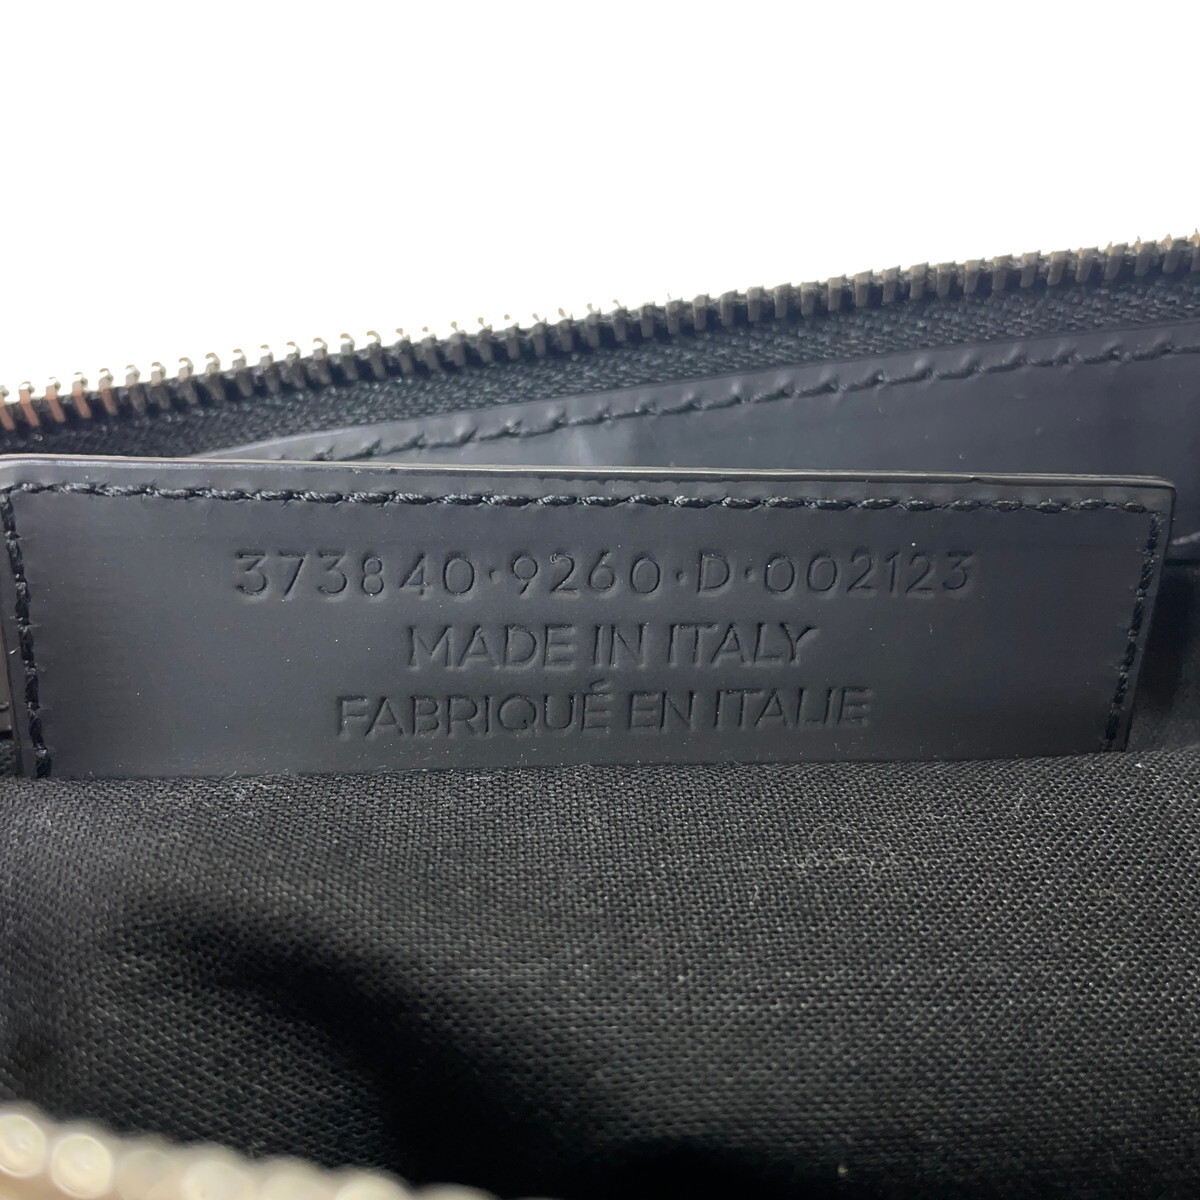 373840·9260·D·002123
MADE IN ITALY
FABRIQUÉ EN ITALIE